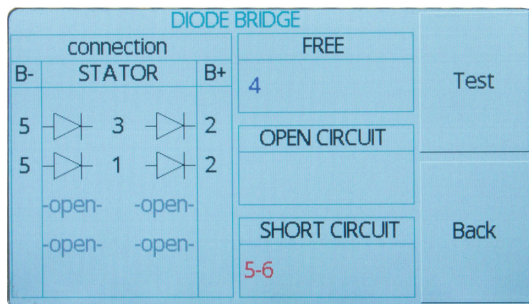 DIODE BRIDGE
connection
B- STATOR B+
5 3 2
5 1 2
-open- -open-
-open- -open-
FREE
4
OPEN CIRCUIT
SHORT CIRCUIT
5-6
Test
Back